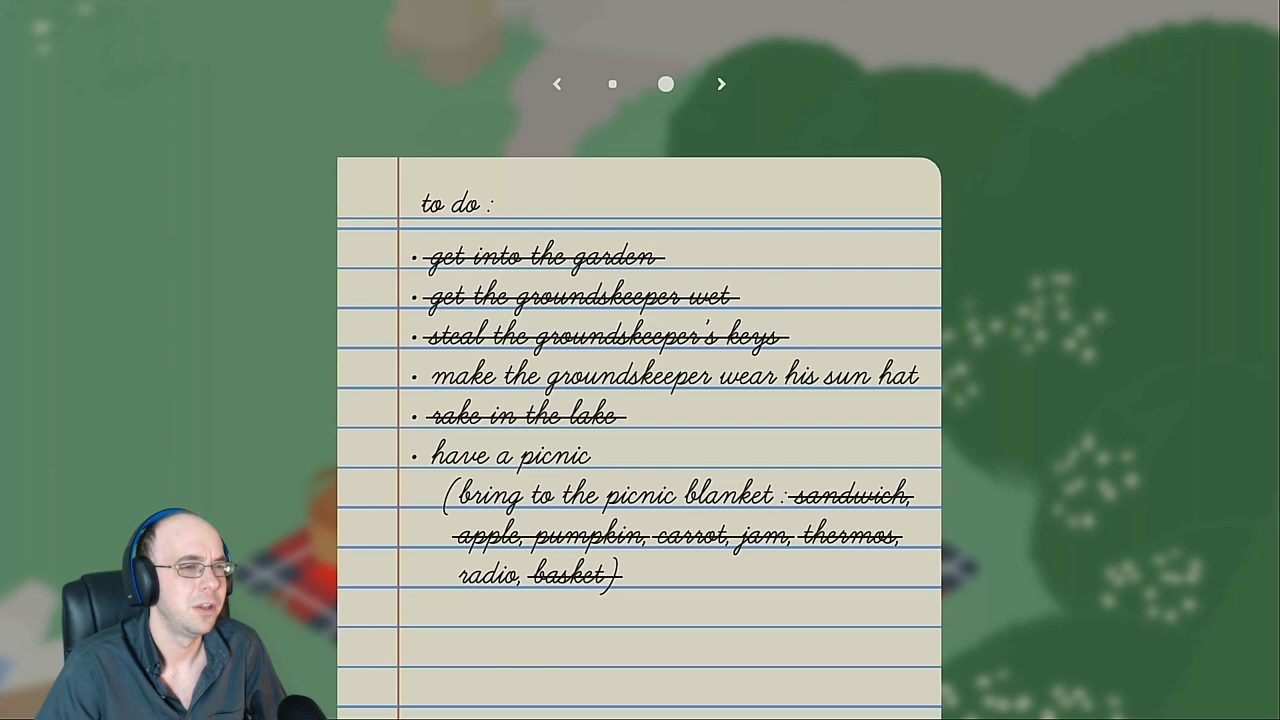 to do :
• get into the garden
• get the groundskeeper wet
• steal the groundskeeper's keys
• make the groundskeeper wear his sun hat
• rake in the lake
• have a picnic
(bring to the picnic blanket : sandwich,
apple, pumpkin, carrot, jam, thermos,
radio, basket)